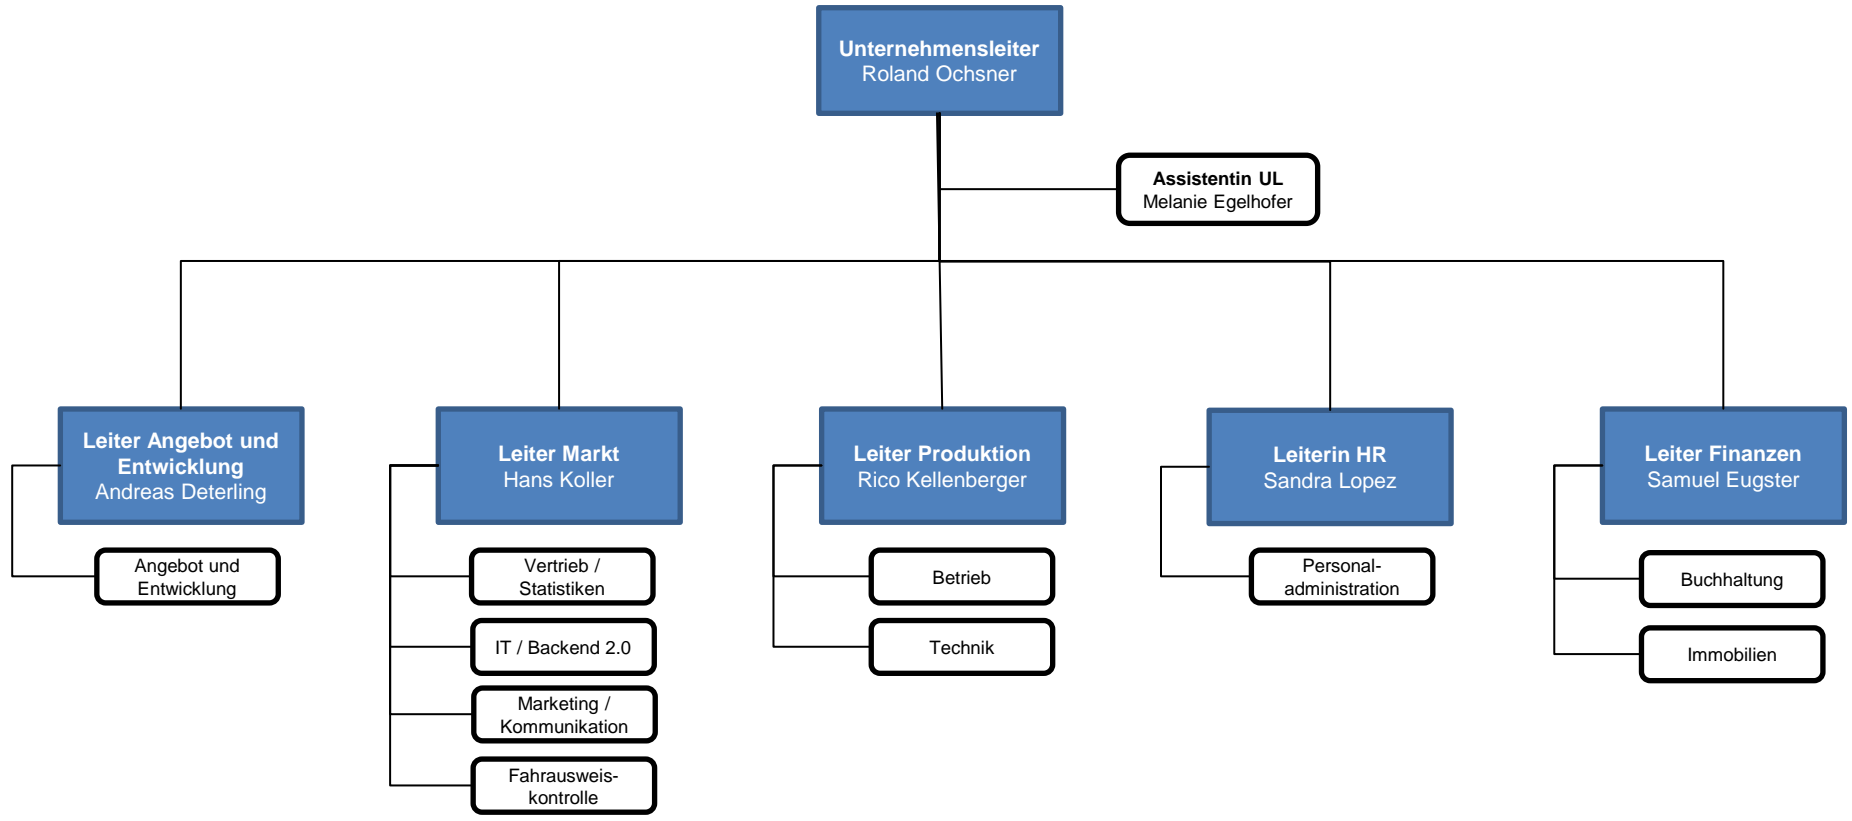 Unternehmensleiter
Roland Ochsner
Assistentin UL
Melanie Egelhofer
Leiter Angebot und
Entwicklung
Andreas Deterling
Leiter Markt
Hans Koller
Leiter Produktion
Rico Kellenberger
Leiterin HR
Sandra Lopez
Leiter Finanzen
Samuel Eugster
Angebot und
Entwicklung
Vertrieb /
Statistiken
IT / Backend 2.0
Marketing /
Kommunikation
Fahrausweis-
kontrolle
Betrieb
Technik
Personal-
administration
Buchhaltung
Immobilien